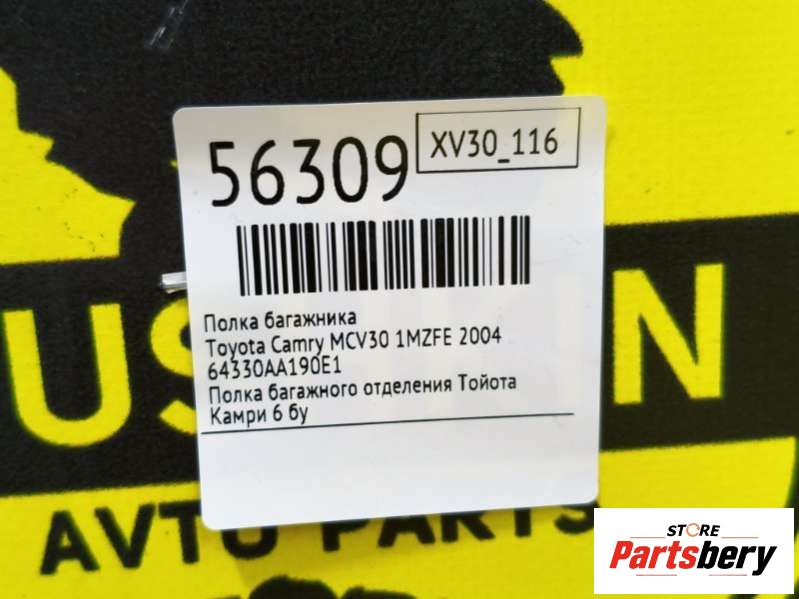 56309
XV30_116
Полка багажника
Toyota Camry MCV30 1MZFE 2004
64330AA190E1
Полка багажного отделения Тойота
Камри 6 бу
AVTO PARTS
STORE
Partsbery